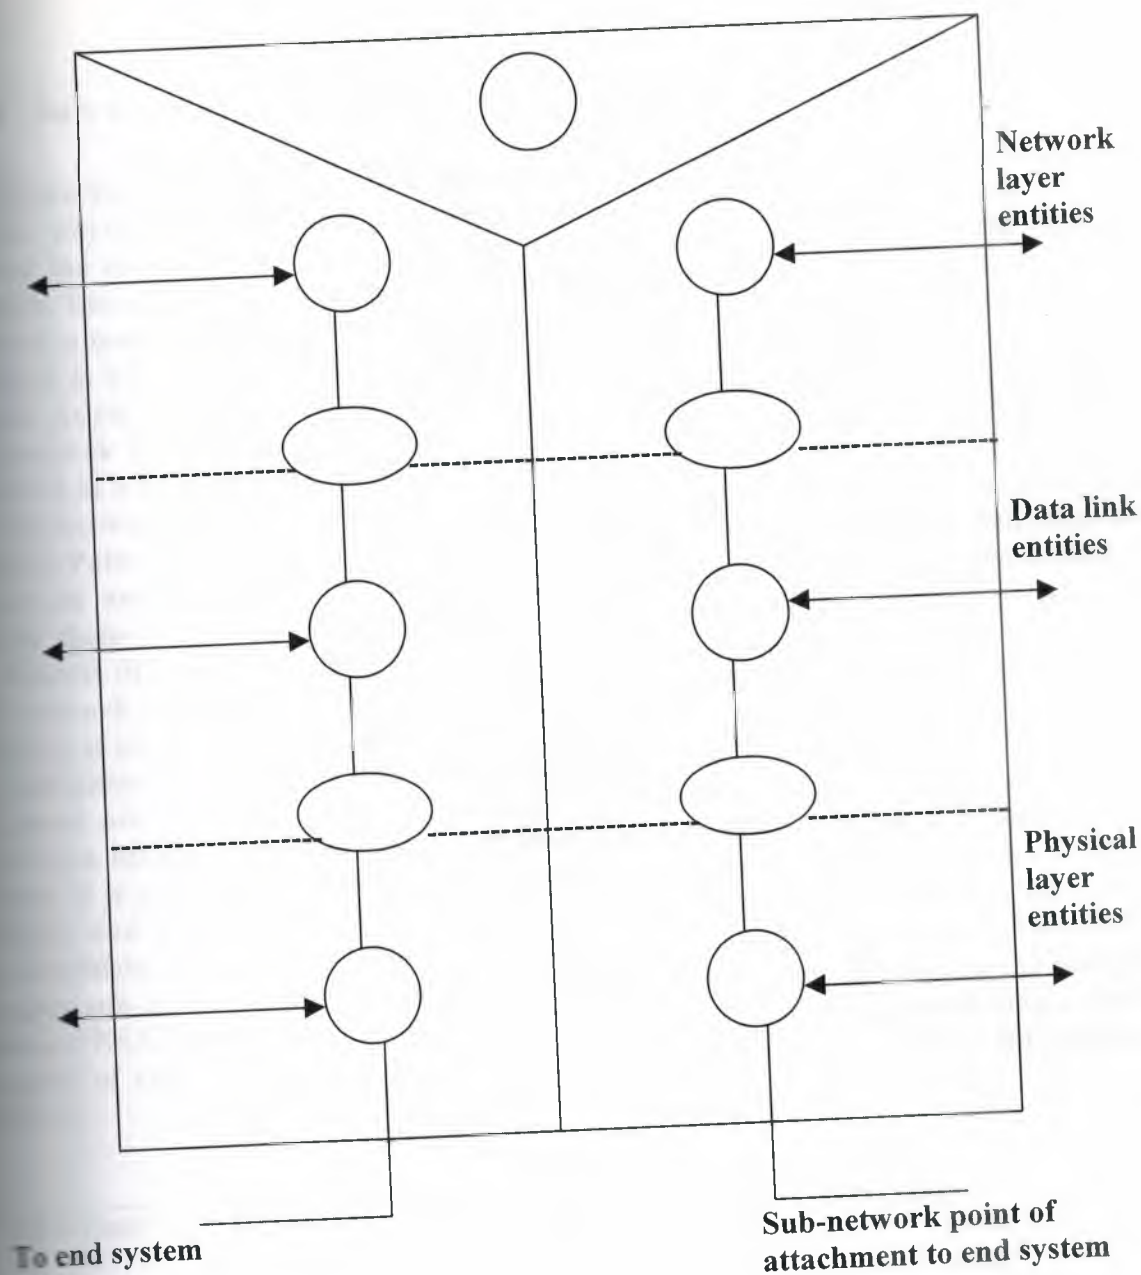 Network
layer
entities
Data link
entities
Physical
layer
entities
To end system
Sub-network point of
attachment to end system